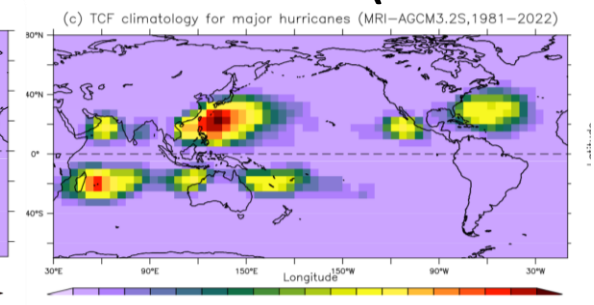 (c) TCF climatology for major hurricanes (MRI-AGCM3.2S,1981-2022)
80°N
40°N
0°
40°S
30°E 90°E 150°E 150°W 90°W 30°W
Longitude